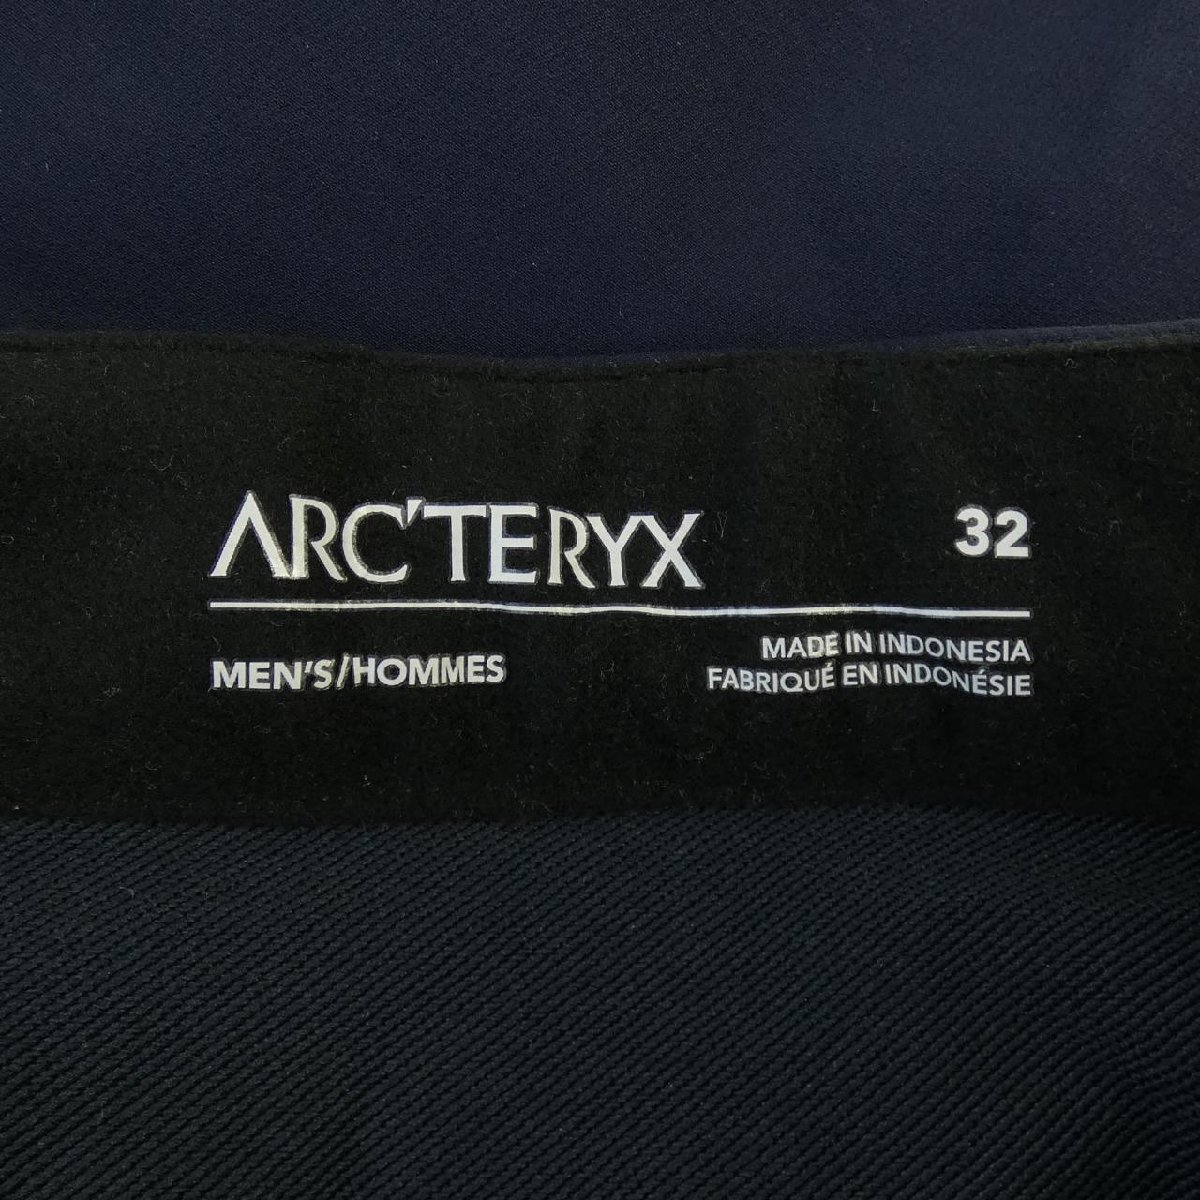 ARC'TERYX 32
MEN'S/HOMMES
MADE IN INDONESIA
FABRIQUÉ EN INDONÉSIE